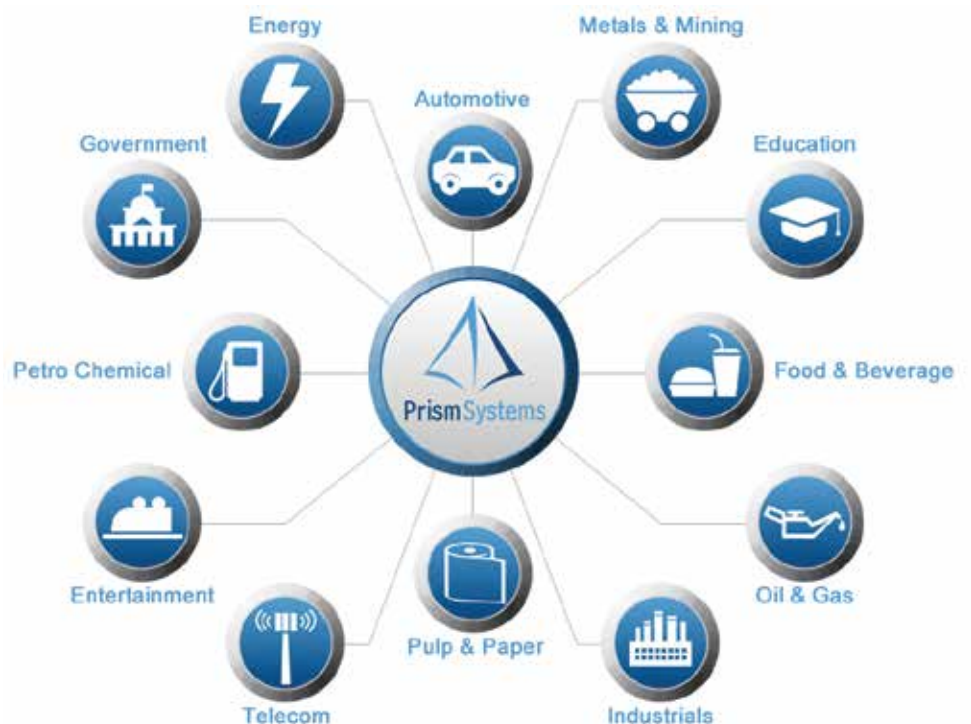 Energy
Metals & Mining
Automotive
Government
Education
Petro Chemical
Food & Beverage
PrismSystems
Entertainment
Oil & Gas
Pulp & Paper
Telecom
Industrials